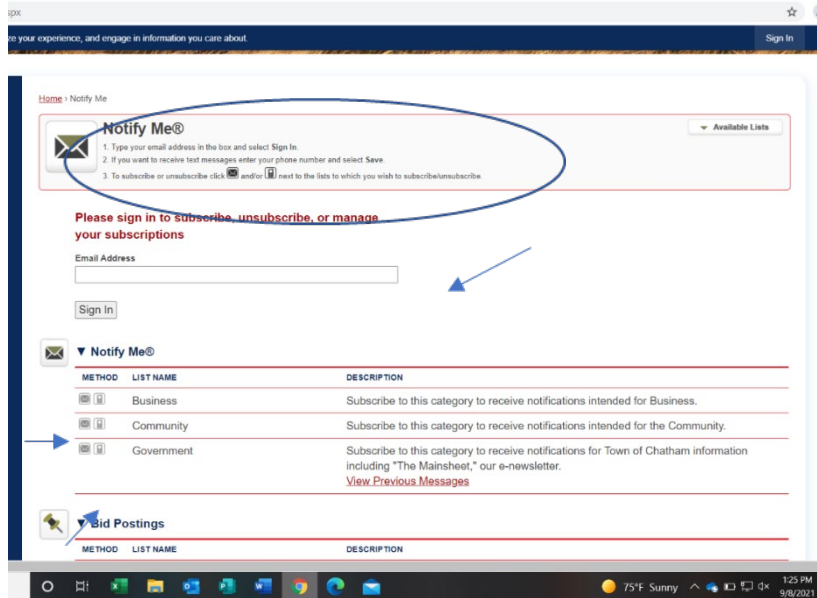 spx
ze your experience, and engage in information you care about.
Sign In
Home › Notify Me
Notify Me®
▼ Available Lists
1. Type your email address in the box and select Sign In.
2. If you want to receive text messages enter your phone number and select Save.
3. To subscribe or unsubscribe click and/or next to the lists to which you wish to subscribe/unsubscribe.
Please sign in to subscribe, unsubscribe, or manage
your subscriptions
Email Address
Sign In
▼ Notify Me®
METHOD LIST NAME DESCRIPTION
Business Subscribe to this category to receive notifications intended for Business.
Community Subscribe to this category to receive notifications intended for the Community.
Government Subscribe to this category to receive notifications for Town of Chatham information
including "The Mainsheet," our e-newsletter.
View Previous Messages
▼ Bid Postings
METHOD LIST NAME DESCRIPTION
75°F Sunny
1:25 PM
9/8/2021